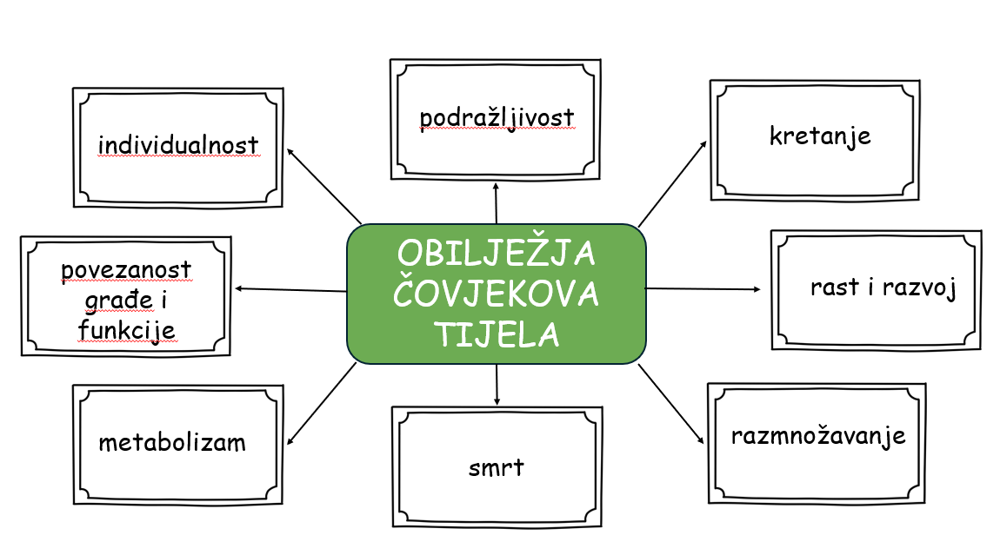 podražljivost
individualnost
kretanje
OBILJEŽJA
ČOVJEKOVA
TIJELA
povezanost
građe i
funkcije
rast i razvoj
metabolizam
smrt
razmnožavanje